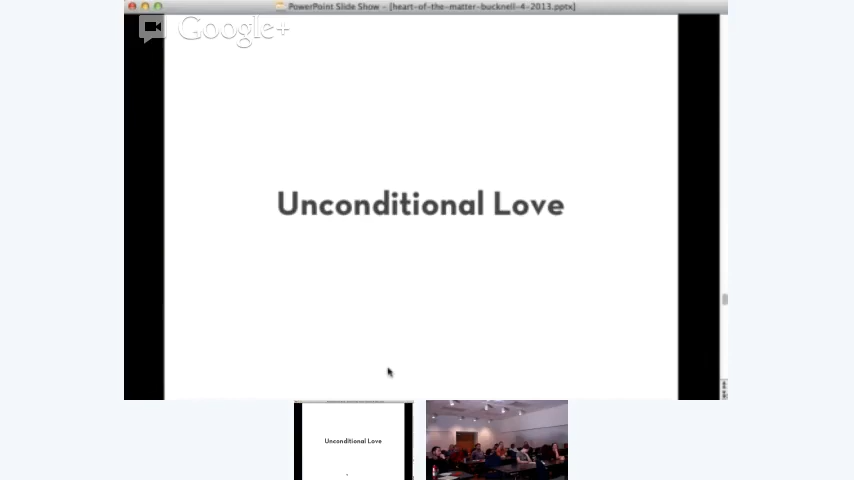 PowerPoint Slide Show - [heart-of-the-matter-bucknell-4-2013.pptx]
Google+
Unconditional Love
Unconditional Love